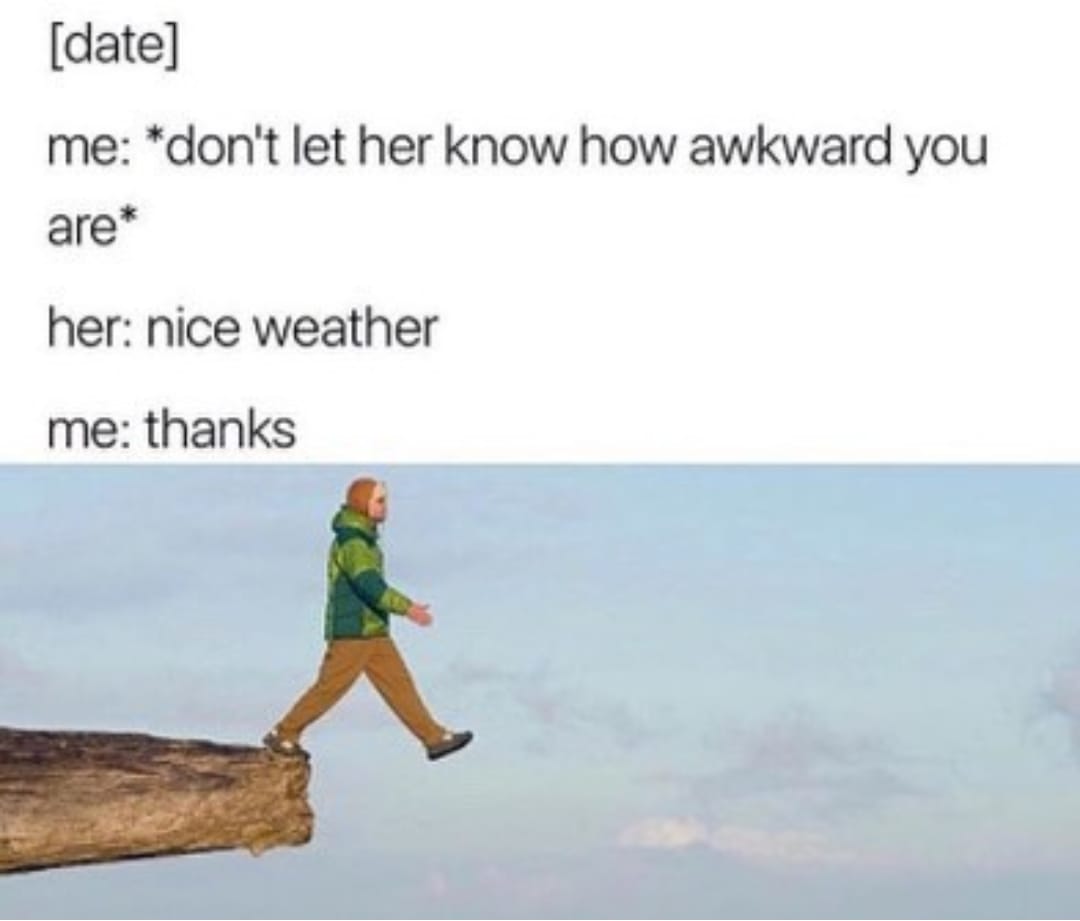 [date]
me: *don't let her know how awkward you
are*
her: nice weather
me: thanks